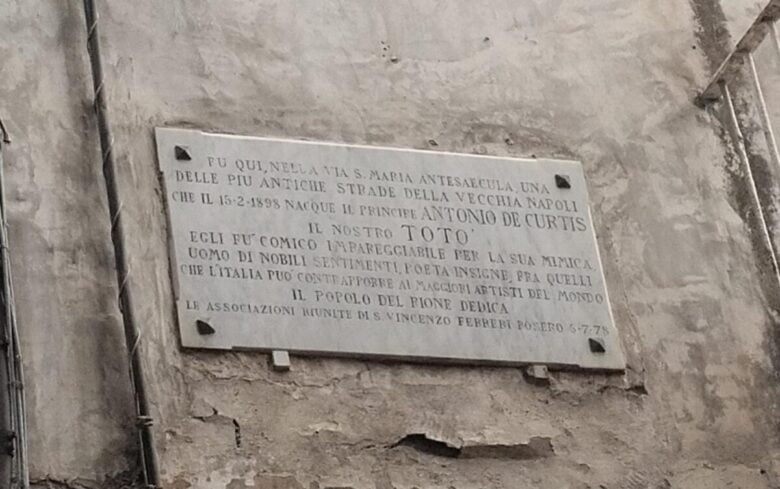 FU QUI, NELLA VIA S. MARIA ANTESAECULA, UNA
DELLE PIU ANTICHE STRADE DELLA VECCHIA NAPOLI
CHE IL 15-2-1898 NACQUE IL PRINCIPE ANTONIO DE CURTIS
IL NOSTRO TOTO'
EGLI FU' COMICO IMPAREGGIABILE PER LA SUA MIMICA,
UOMO DI NOBILI SENTIMENTI, POETA INSIGNE, FRA QUELLI
CHE L'ITALIA PUO' CONTRAPPORRE AI MAGGIORI ARTISTI DEL MONDO
IL POPOLO DEL RIONE DEDICA
LE ASSOCIAZIONI RIUNITE DI S. VINCENZO FERRERI POSERO 6-7-78